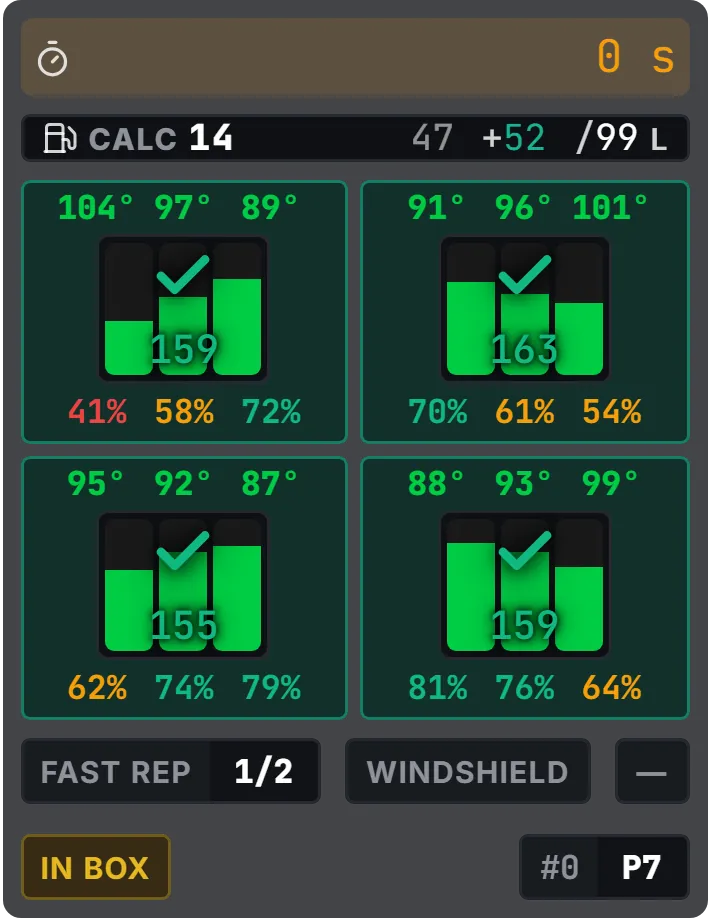 0 s
CALC 14 47 +52 /99 L
104° 97° 89° 91° 96° 101°
159 163
41% 58% 72% 70% 61% 54%
95° 92° 87° 88° 93° 99°
155 159
62% 74% 79% 81% 76% 64%
FAST REP 1/2 WINDSHIELD —
IN BOX #0 P7